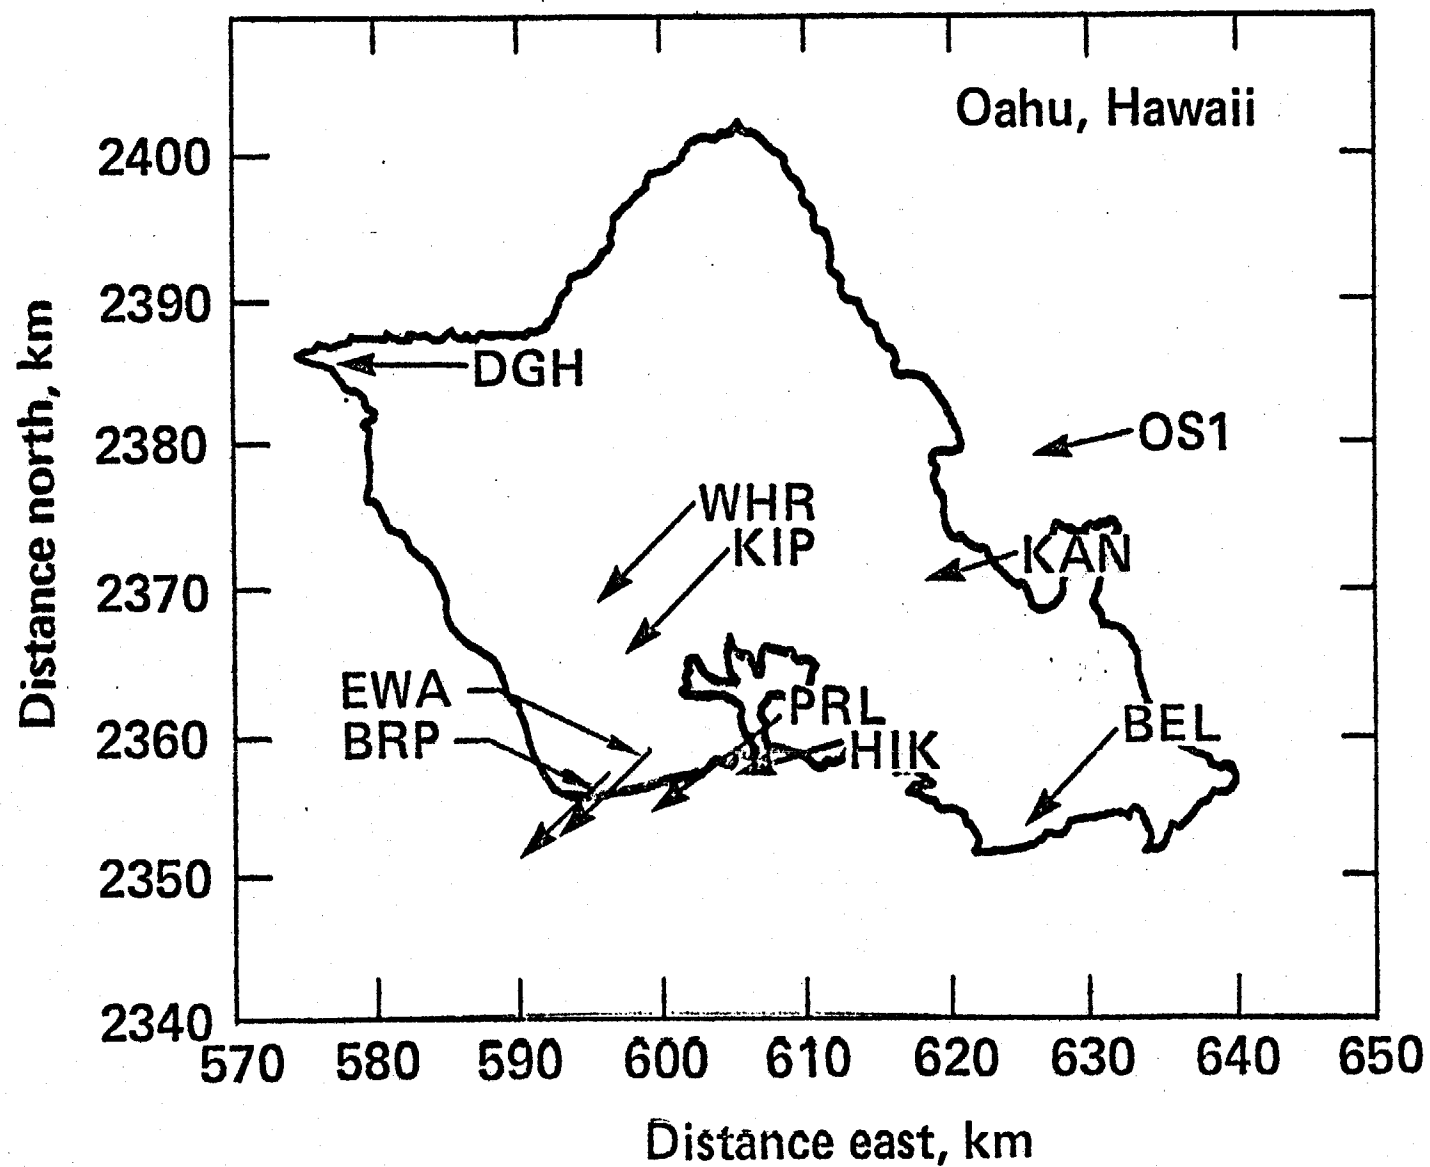 Oahu, Hawaii
2400
2390
DGH
2380
OS1
WHR
KIP
KAN
2370
EWA
PRL
BEL
BRP
HIK
2360
2350
2340
570 580 590 600 610 620 630 640 650
Distance east, km
Distance north, km